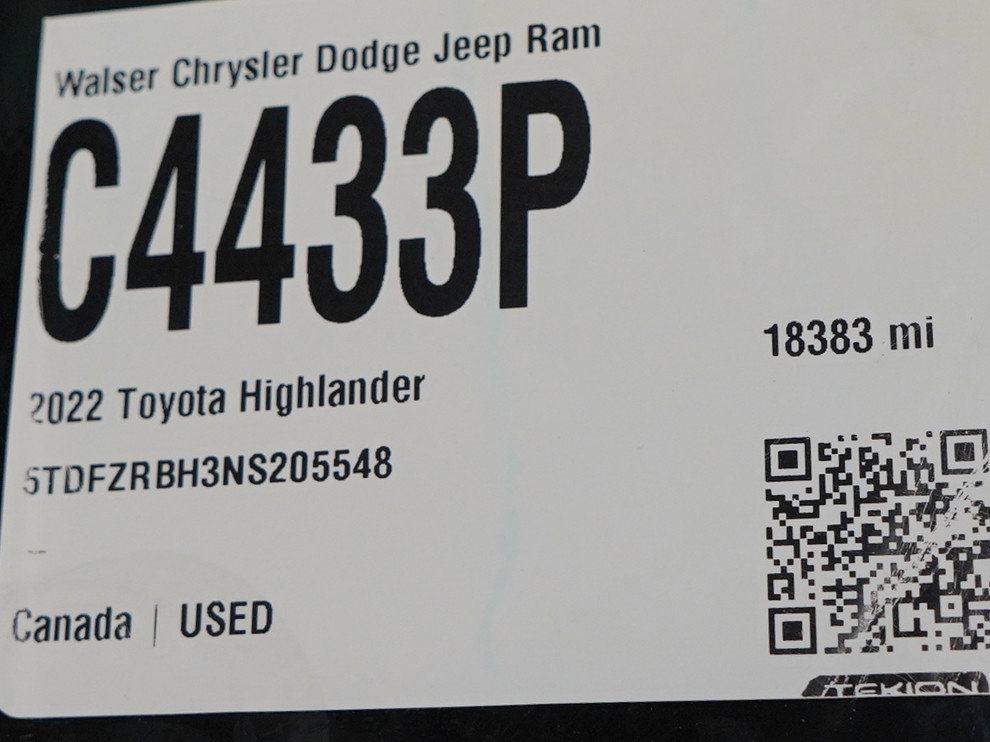 Walser Chrysler Dodge Jeep Ram
C4433P
18383 mi
2022 Toyota Highlander
5TDFZRBH3NS205548
Canada | USED
TEKION